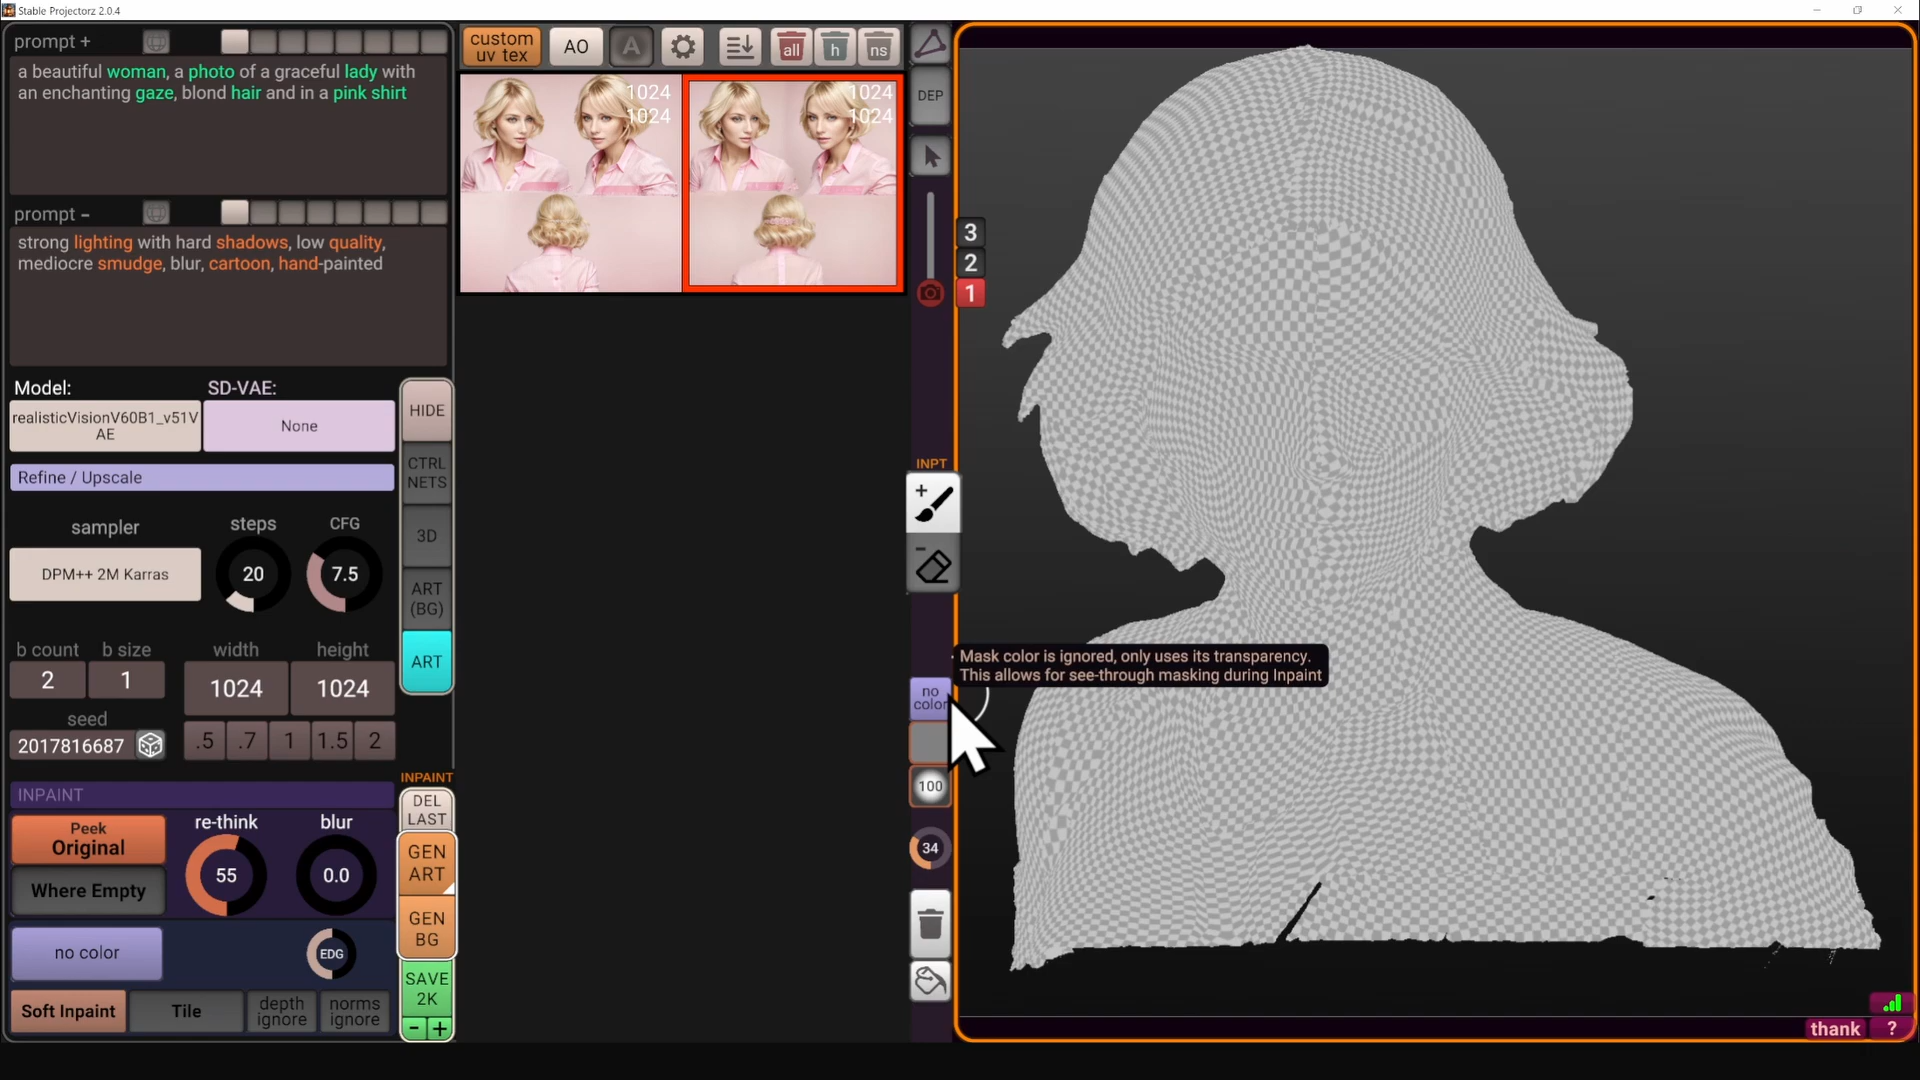 Stable Projectorz 2.0.4
prompt +
a beautiful woman, a photo of a graceful lady with
an enchanting gaze, blond hair and in a pink shirt
prompt -
strong lighting with hard shadows, low quality,
mediocre smudge, blur, cartoon, hand-painted
Model:
SD-VAE:
realisticVisionV60B1_v51V
AE
None
Refine / Upscale
sampler
steps
CFG
DPM++ 2M Karras
20
7.5
b count
b size
width
height
2
1
1024
1024
seed
2017816687
.5
.7
1
1.5
2
INPAINT
Peek
Original
re-think
blur
55
0.0
Where Empty
no color
EDG
Soft Inpaint
Tile
depth
ignore
norms
ignore
HIDE
CTRL
NETS
3D
ART
(BG)
ART
INPAINT
DEL
LAST
GEN
ART
GEN
BG
SAVE
2K
-
+
custom
uv tex
AO
A
all
h
ns
1024
1024
1024
1024
DEP
3
2
1
INPT
+
-
Mask color is ignored, only uses its transparency.
This allows for see-through masking during Inpaint
no
color
100
34
thank
?